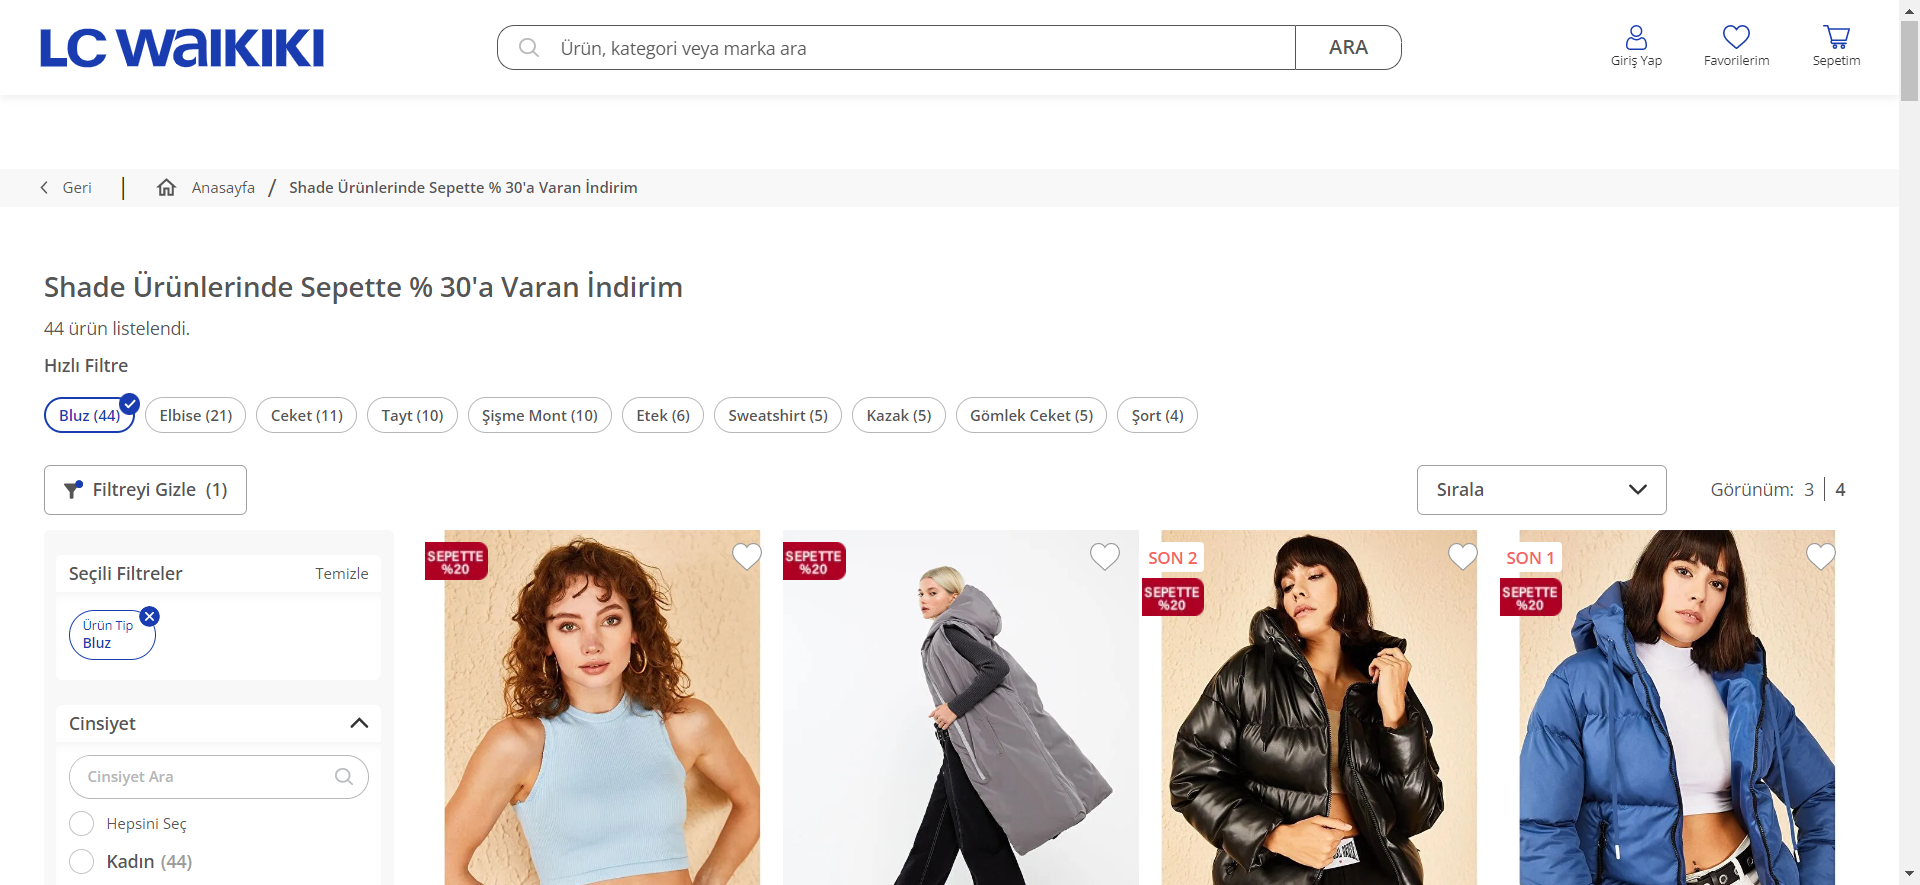 LC WAIKIKI
Ürün, kategori veya marka ara
ARA
Giriş Yap
Favorilerim
Sepetim
Geri
Anasayfa / Shade Ürünlerinde Sepette % 30'a Varan İndirim
Shade Ürünlerinde Sepette % 30'a Varan İndirim
44 ürün listelendi.
Hızlı Filtre
Bluz (44)
Elbise (21)
Ceket (11)
Tayt (10)
Şişme Mont (10)
Etek (6)
Sweatshirt (5)
Kazak (5)
Gömlek Ceket (5)
Şort (4)
Filtreyi Gizle (1)
Sırala
Görünüm: 3 | 4
Seçili Filtreler
Temizle
Ürün Tip
Bluz
Cinsiyet
Cinsiyet Ara
Hepsini Seç
Kadın (44)
SEPETTE
%20
SEPETTE
%20
SON 2
SEPETTE
%20
SON 1
SEPETTE
%20